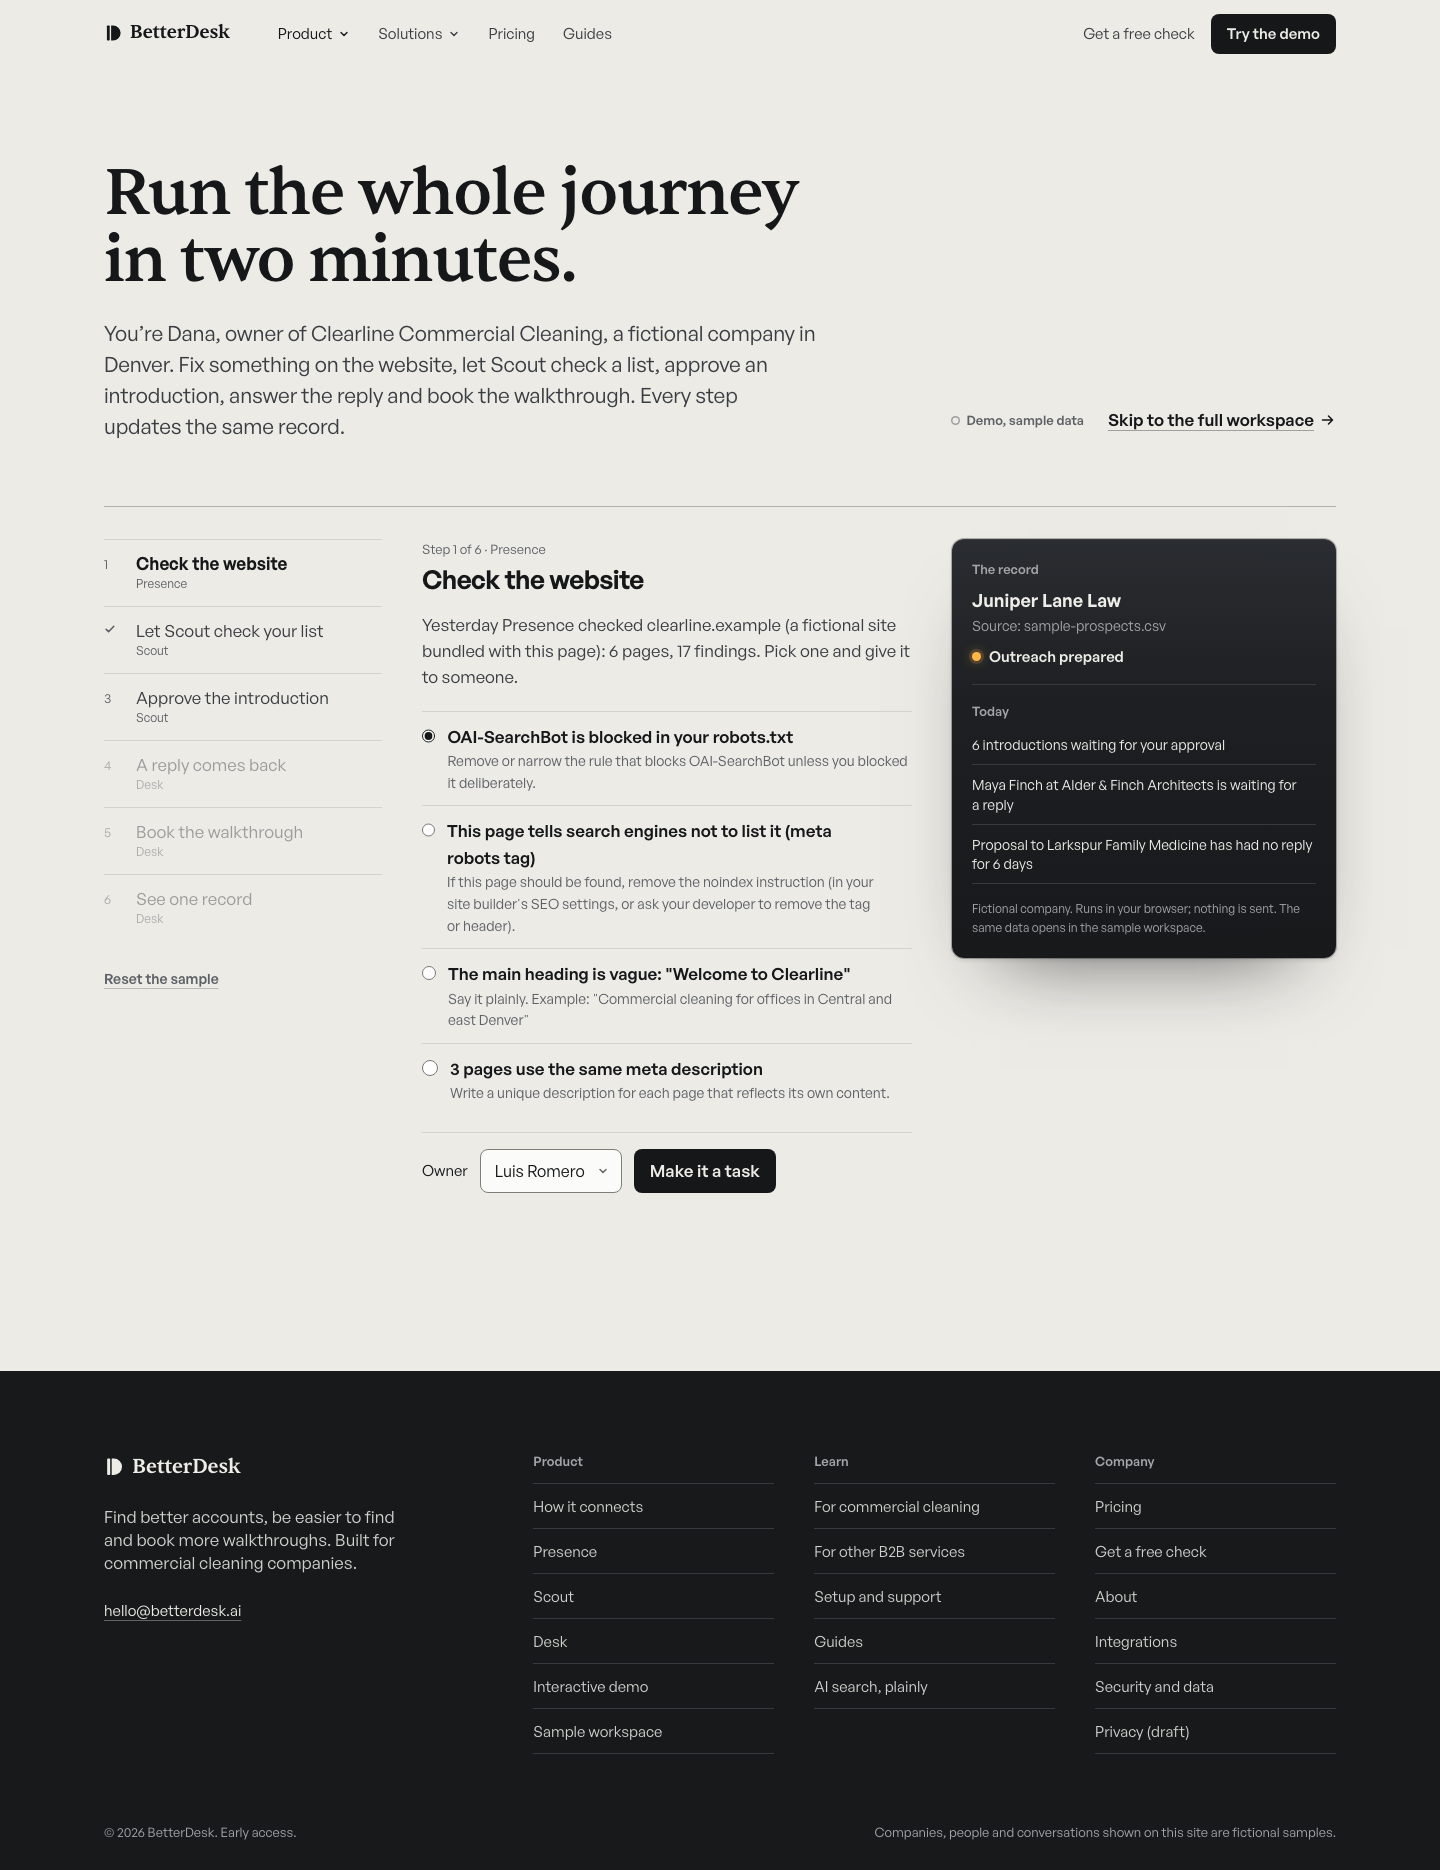 BetterDesk
Product
Solutions
Pricing
Guides
Get a free check
Try the demo
Run the whole journey
in two minutes.
You’re Dana, owner of Clearline Commercial Cleaning, a fictional company in
Denver. Fix something on the website, let Scout check a list, approve an
introduction, answer the reply and book the walkthrough. Every step
updates the same record.
Demo, sample data
Skip to the full workspace →
1
Check the website
Presence
Let Scout check your list
Scout
3
Approve the introduction
Scout
4
A reply comes back
Desk
5
Book the walkthrough
Desk
6
See one record
Desk
Reset the sample
Step 1 of 6 · Presence
Check the website
Yesterday Presence checked clearline.example (a fictional site
bundled with this page): 6 pages, 17 findings. Pick one and give it
to someone.
OAI-SearchBot is blocked in your robots.txt
Remove or narrow the rule that blocks OAI-SearchBot unless you blocked
it deliberately.
This page tells search engines not to list it (meta
robots tag)
If this page should be found, remove the noindex instruction (in your
site builder's SEO settings, or ask your developer to remove the tag
or header).
The main heading is vague: "Welcome to Clearline"
Say it plainly. Example: "Commercial cleaning for offices in Central and
east Denver"
3 pages use the same meta description
Write a unique description for each page that reflects its own content.
Owner
Luis Romero
Make it a task
The record
Juniper Lane Law
Source: sample-prospects.csv
Outreach prepared
Today
6 introductions waiting for your approval
Maya Finch at Alder & Finch Architects is waiting for
a reply
Proposal to Larkspur Family Medicine has had no reply
for 6 days
Fictional company. Runs in your browser; nothing is sent. The
same data opens in the sample workspace.
BetterDesk
Find better accounts, be easier to find
and book more walkthroughs. Built for
commercial cleaning companies.
hello@betterdesk.ai
Product
How it connects
Presence
Scout
Desk
Interactive demo
Sample workspace
Learn
For commercial cleaning
For other B2B services
Setup and support
Guides
AI search, plainly
Company
Pricing
Get a free check
About
Integrations
Security and data
Privacy (draft)
© 2026 BetterDesk. Early access.
Companies, people and conversations shown on this site are fictional samples.